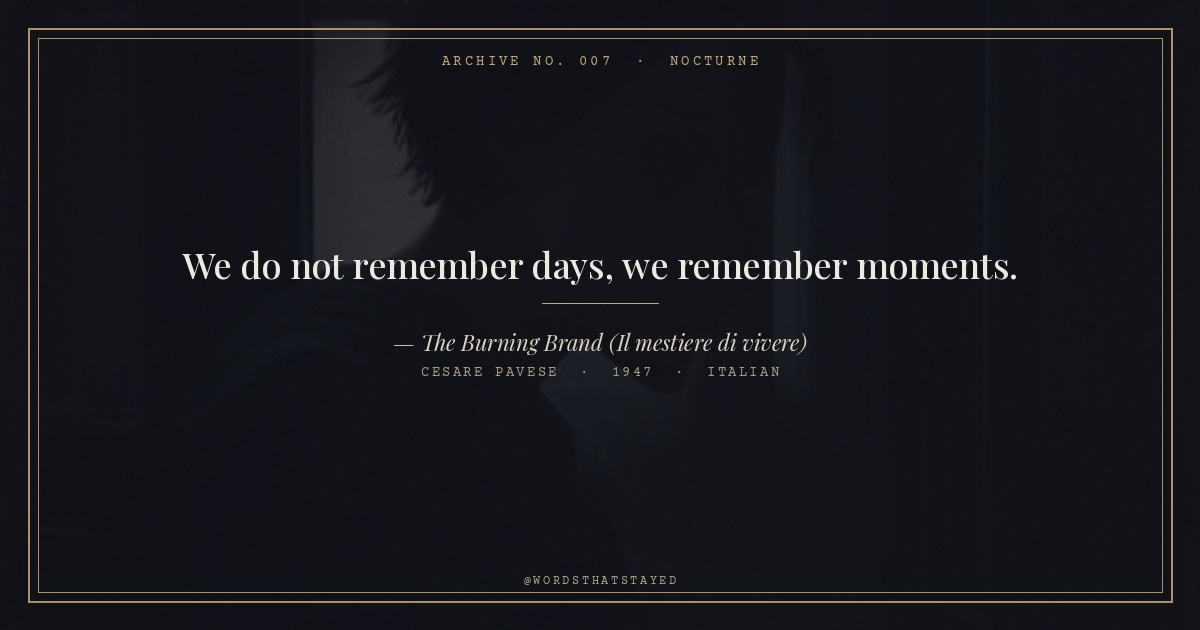 ARCHIVE NO. 007 · NOCTURNE
We do not remember days, we remember moments.
— The Burning Brand (Il mestiere di vivere)
CESARE PAVESE · 1947 · ITALIAN
@WORDSTHATSTAYED